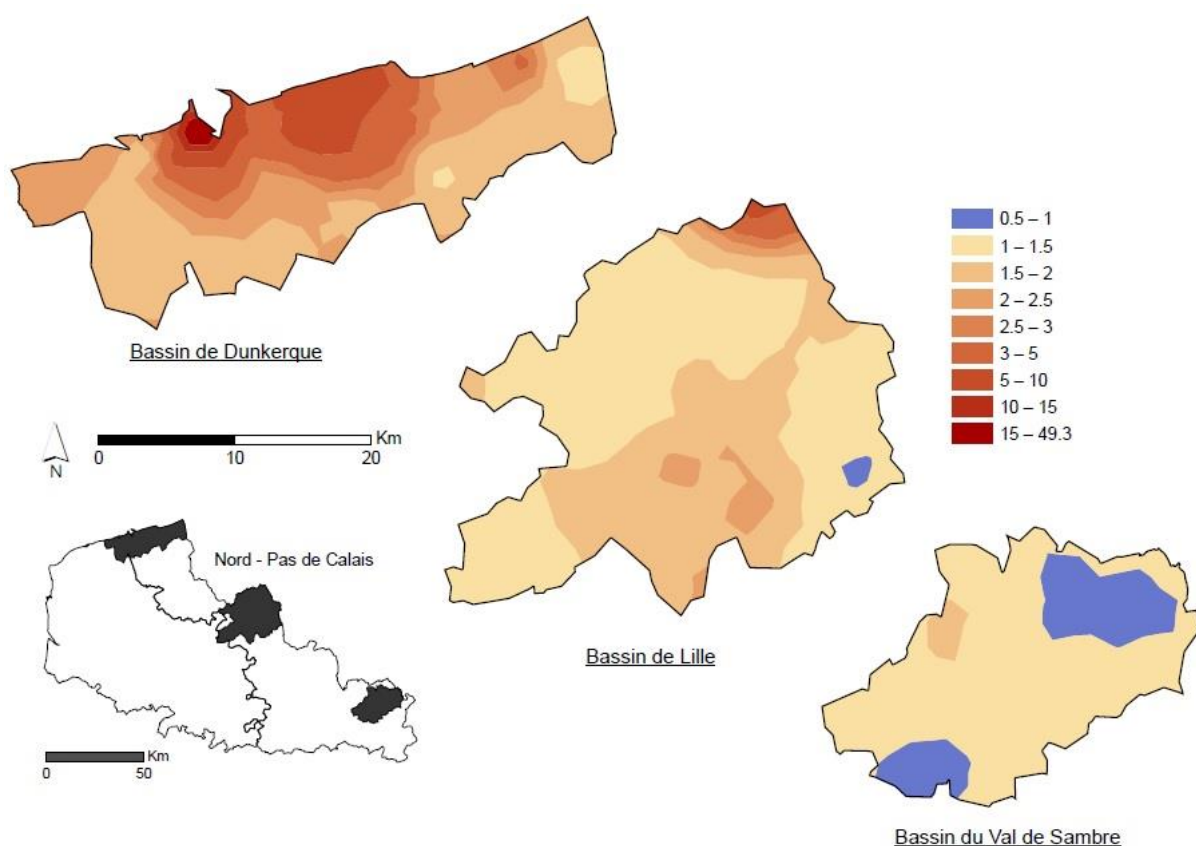 Bassin de Dunkerque
0.5 – 1
1 – 1.5
1.5 – 2
2 – 2.5
2.5 – 3
3 – 5
5 – 10
10 – 15
15 – 49.3
N
Km
0 10 20
Nord - Pas de Calais
Km
0 50
Bassin de Lille
Bassin du Val de Sambre